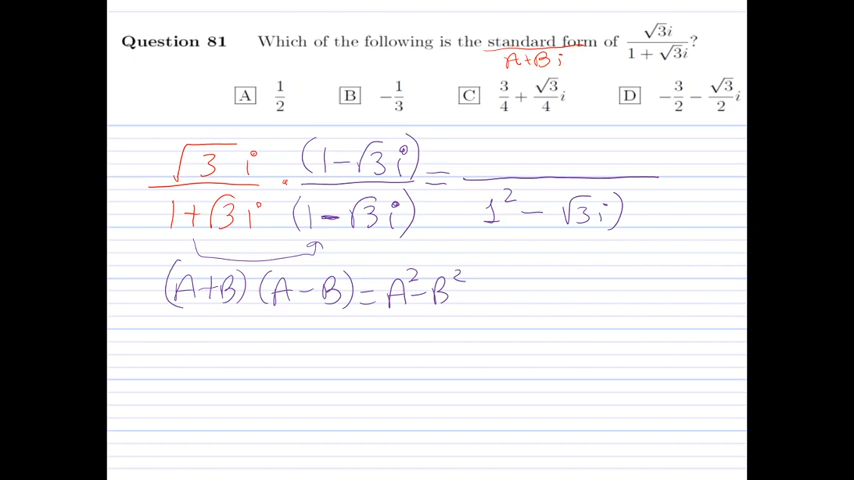 Question 81 Which of the following is the standard form of √3i / 1 + √3i ?
A+Bi
A 1/2 B −1/3 C 3/4 + √3/4 i D −3/2 − √3/2 i
√3 i / 1+√3 i · (1−√3 i) / (1−√3 i) = 1² − √3 i)
(A+B) (A−B) = A²−B²